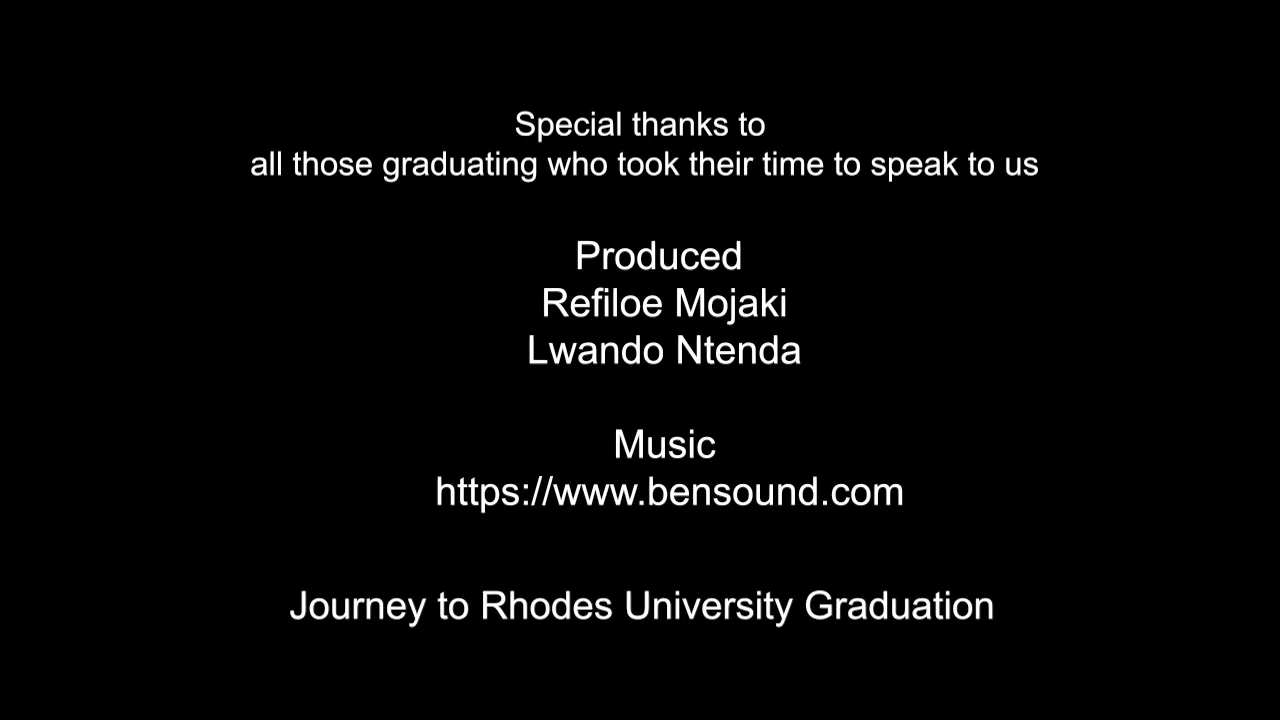 Special thanks to
all those graduating who took their time to speak to us
Produced
Refiloe Mojaki
Lwando Ntenda
Music
https://www.bensound.com
Journey to Rhodes University Graduation